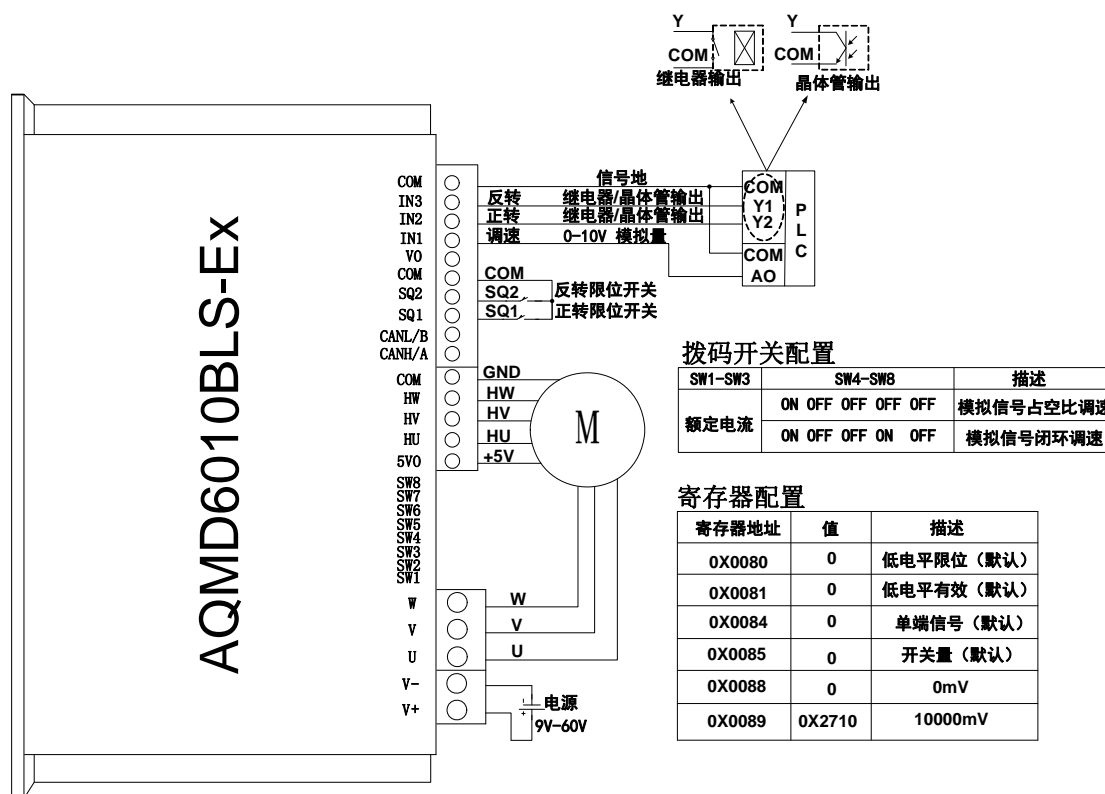 Y
COM
继电器输出
Y
COM
晶体管输出
AQMD6010BLS-Ex
COM
IN3
IN2
IN1
VO
COM
SQ2
SQ1
CANL/B
CANH/A
COM
HW
HV
HU
5VO
SW8
SW7
SW6
SW5
SW4
SW3
SW2
SW1
W
V
U
V-
V+
信号地
反转 继电器/晶体管输出
正转 继电器/晶体管输出
调速 0-10V 模拟量
COM
Y1
Y2
COM
AO
PLC
COM
SQ2 反转限位开关
SQ1 正转限位开关
GND
HW
HV
HU
+5V
M
W
V
U
电源
9V-60V
拨码开关配置
SW1-SW3 SW4-SW8 描述
额定电流
ON OFF OFF OFF OFF 模拟信号占空比调速
ON OFF OFF ON OFF 模拟信号闭环调速
寄存器配置
寄存器地址 值 描述
0X0080 0 低电平限位（默认）
0X0081 0 低电平有效（默认）
0X0084 0 单端信号（默认）
0X0085 0 开关量（默认）
0X0088 0 0mV
0X0089 0X2710 10000mV